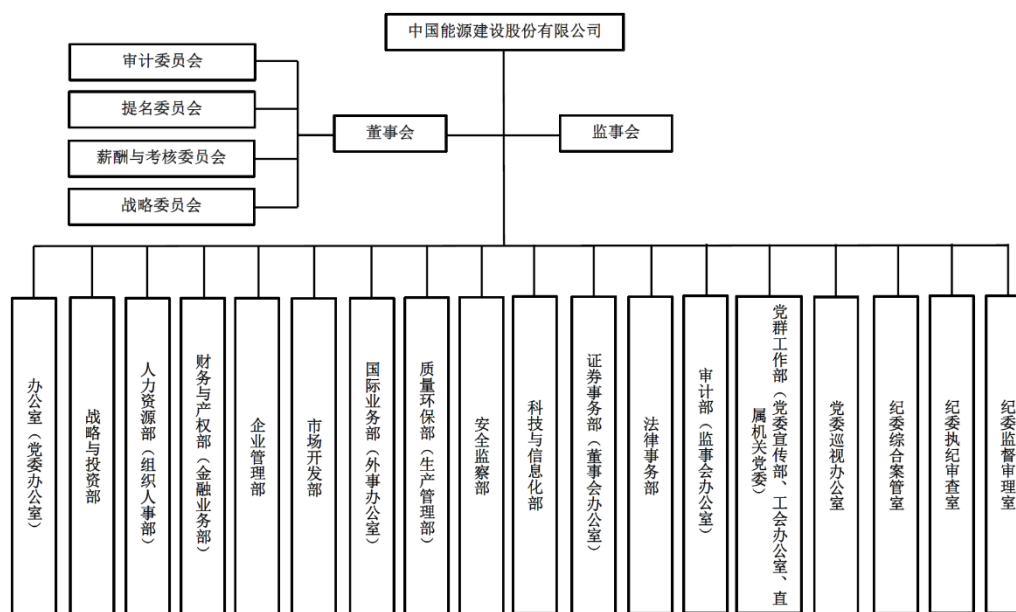 中国能源建设股份有限公司
审计委员会
提名委员会
薪酬与考核委员会
战略委员会
董事会
监事会
办公室（党委办公室）
战略与投资部
人力资源部（组织人事部）
财务与产权部（金融业务部）
企业管理部
市场开发部
国际业务部（外事办公室）
质量环保部（生产管理部）
安全监察部
科技与信息化部
证券事务部（董事会办公室）
法律事务部
审计部（监事会办公室）
党群工作部（党委宣传部、工会办公室、直
属机关党委）
党委巡视办公室
纪委综合案管室
纪委执纪审查室
纪委监督审理室